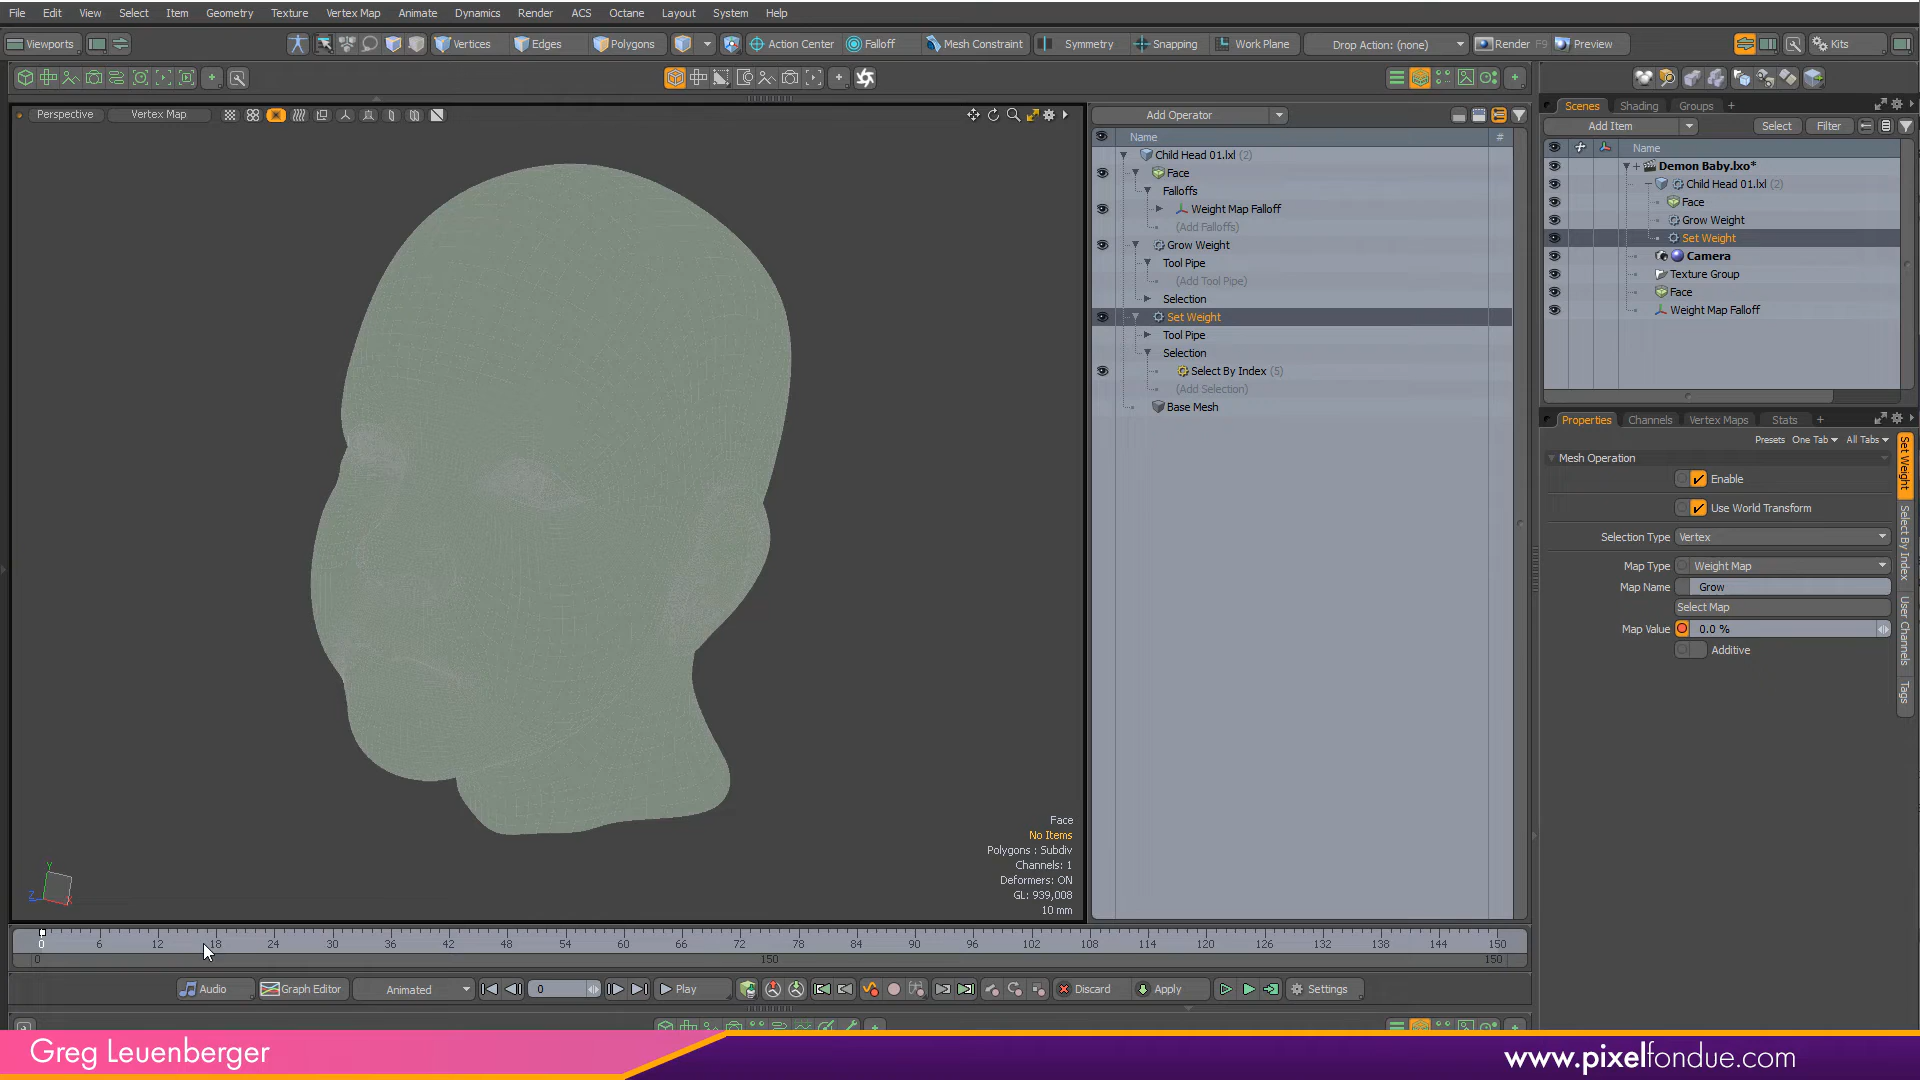 File Edit View Select Item Geometry Texture Vertex Map Animate Dynamics Render ACS Octane Layout System Help
Viewports Vertices Edges Polygons Action Center Falloff Mesh Constraint Symmetry Snapping Work Plane Drop Action: (none) Render F9 Preview Kits
Perspective Vertex Map
Add Operator
Name #
Child Head 01.lxl (2)
Face
Falloffs
Weight Map Falloff
(Add Falloffs)
Grow Weight
Tool Pipe
(Add Tool Pipe)
Selection
Set Weight
Tool Pipe
Selection
Select By Index (5)
(Add Selection)
Base Mesh
Scenes Shading Groups +
Add Item Select Filter
Name
Demon Baby.lxo*
Child Head 01.lxl (2)
Face
Grow Weight
Set Weight
Camera
Texture Group
Face
Weight Map Falloff
Properties Channels Vertex Maps Stats +
Presets One Tab All Tabs
Mesh Operation
Enable
Use World Transform
Selection Type Vertex
Map Type Weight Map
Map Name Grow
Select Map
Map Value 0.0 %
Additive
Set Weight
Select By Index
User Channels
Tags
Face
No Items
Polygons : Subdiv
Channels: 1
Deformers: ON
GL: 939,008
10 mm
Y
Z
X
0 6 12 18 24 30 36 42 48 54 60 66 72 78 84 90 96 102 108 114 120 126 132 138 144 150
0 150 150
Audio Graph Editor Animated 0 Play Discard Apply Settings
Greg Leuenberger
www.pixelfondue.com